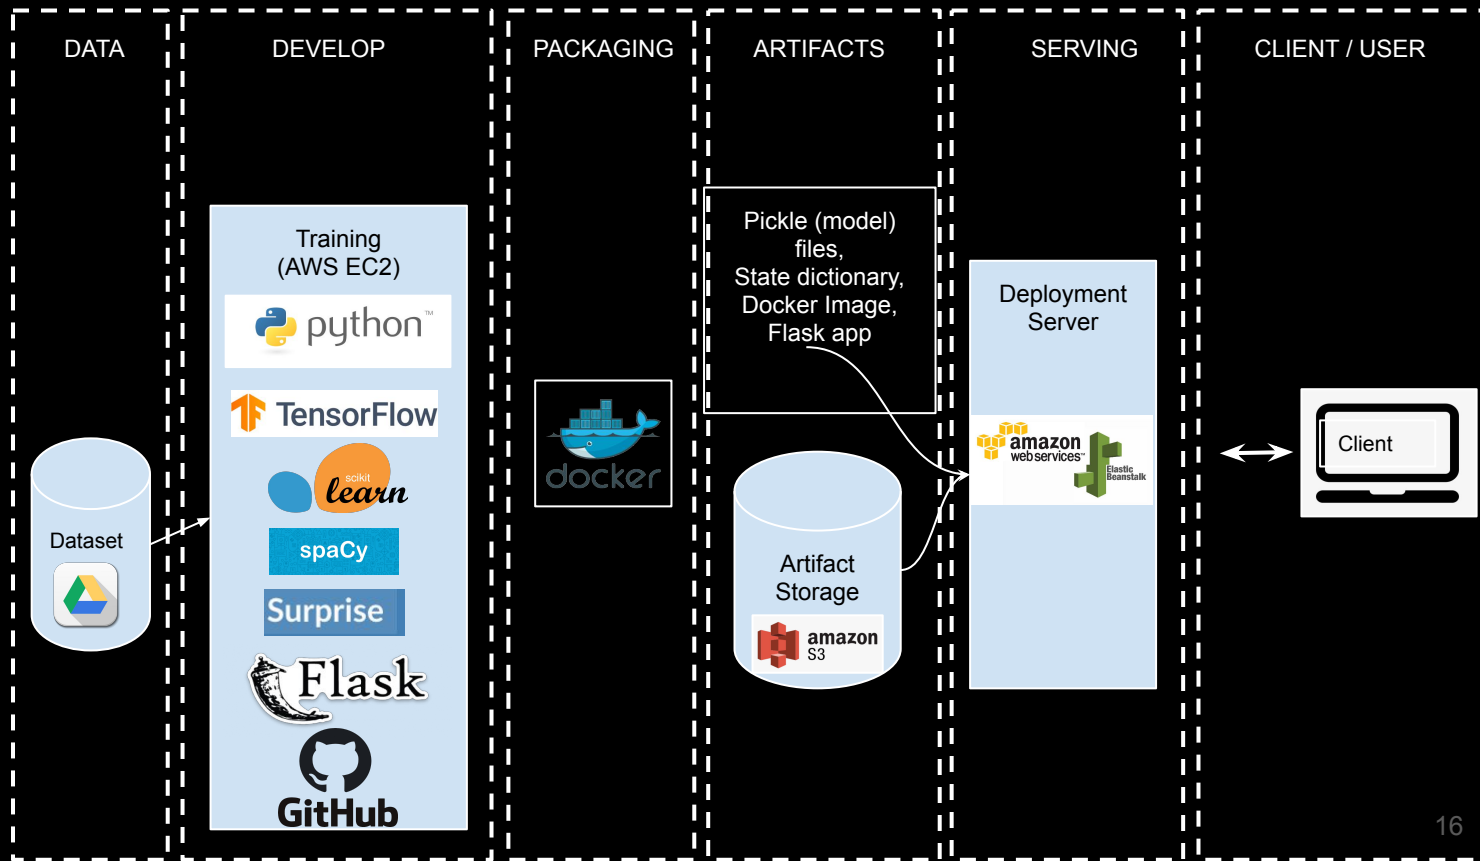 DATA
DEVELOP
PACKAGING
ARTIFACTS
SERVING
CLIENT / USER
Dataset
Training
(AWS EC2)
python™
TensorFlow
scikit
learn
spaCy
Surprise
Flask
GitHub
docker
Pickle (model)
files,
State dictionary,
Docker Image,
Flask app
Artifact
Storage
amazon
S3
Deployment
Server
amazon
webservices™
Elastic
Beanstalk
Client
16